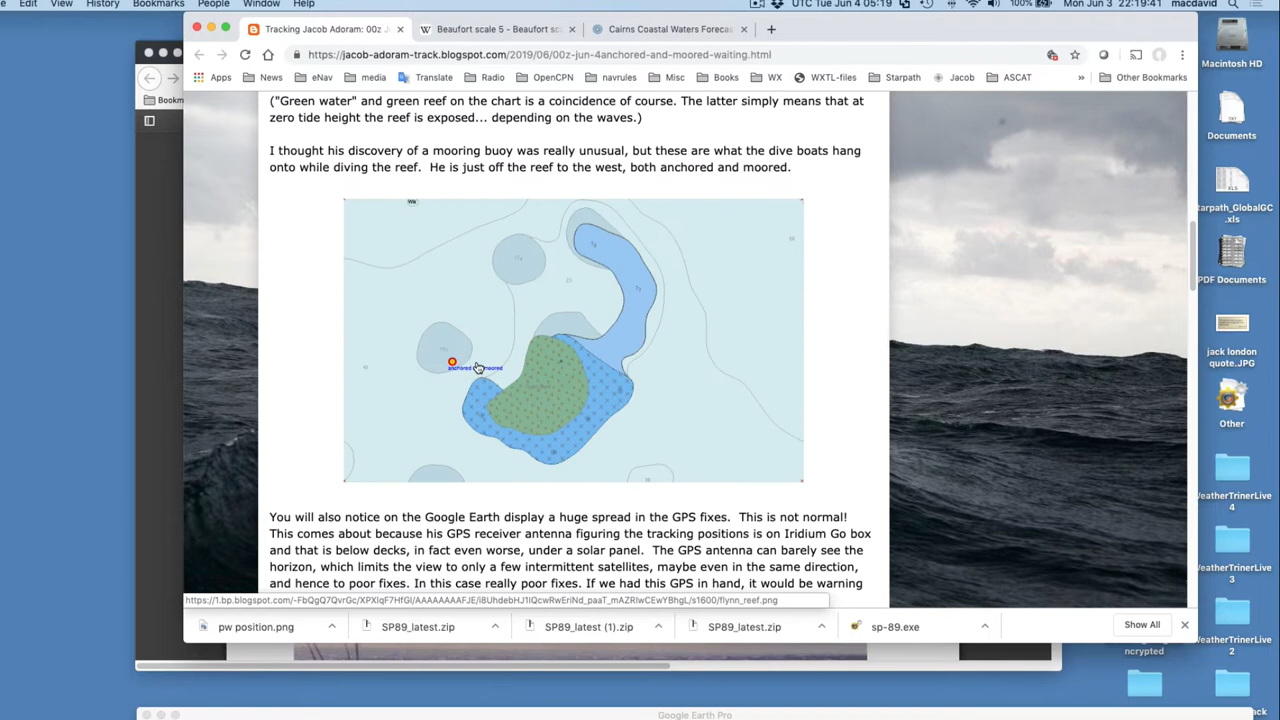 Edit View History Bookmarks People Window Help UTC Tue Jun 4 05:19 100% Mon Jun 3 22:19:41 macdavid
Tracking Jacob Adoram: 00z J Beaufort scale 5 - Beaufort s Cairns Coastal Waters Forecas
https://jacob-adoram-track.blogspot.com/2019/06/00z-jun-4anchored-and-moored-waiting.html
Apps News eNav media Translate Radio OpenCPN navrules Misc Books WX WXTL-files Starpath Jacob ASCAT » Other Bookmarks
Bookm
("Green water" and green reef on the chart is a coincidence of course. The latter simply means that at
zero tide height the reef is exposed... depending on the waves.)
I thought his discovery of a mooring buoy was really unusual, but these are what the dive boats hang
onto while diving the reef. He is just off the reef to the west, both anchored and moored.
You will also notice on the Google Earth display a huge spread in the GPS fixes. This is not normal!
This comes about because his GPS receiver antenna figuring the tracking positions is on Iridium Go box
and that is below decks, in fact even worse, under a solar panel. The GPS antenna can barely see the
horizon, which limits the view to only a few intermittent satellites, maybe even in the same direction,
and hence to poor fixes. In this case really poor fixes. If we had this GPS in hand, it would be warning
pw position.png SP89_latest.zip SP89_latest (1).zip SP89_latest.zip sp-89.exe Show All
Google Earth Pro
Macintosh HD
Documents
tarpath_GlobalGC
.xls
PDF Documents
jack london
quote.JPG
Other
WeatherTrinerLive
4
WeatherTrinerLive
3
WeatherTrinerLive
2
ncrypted